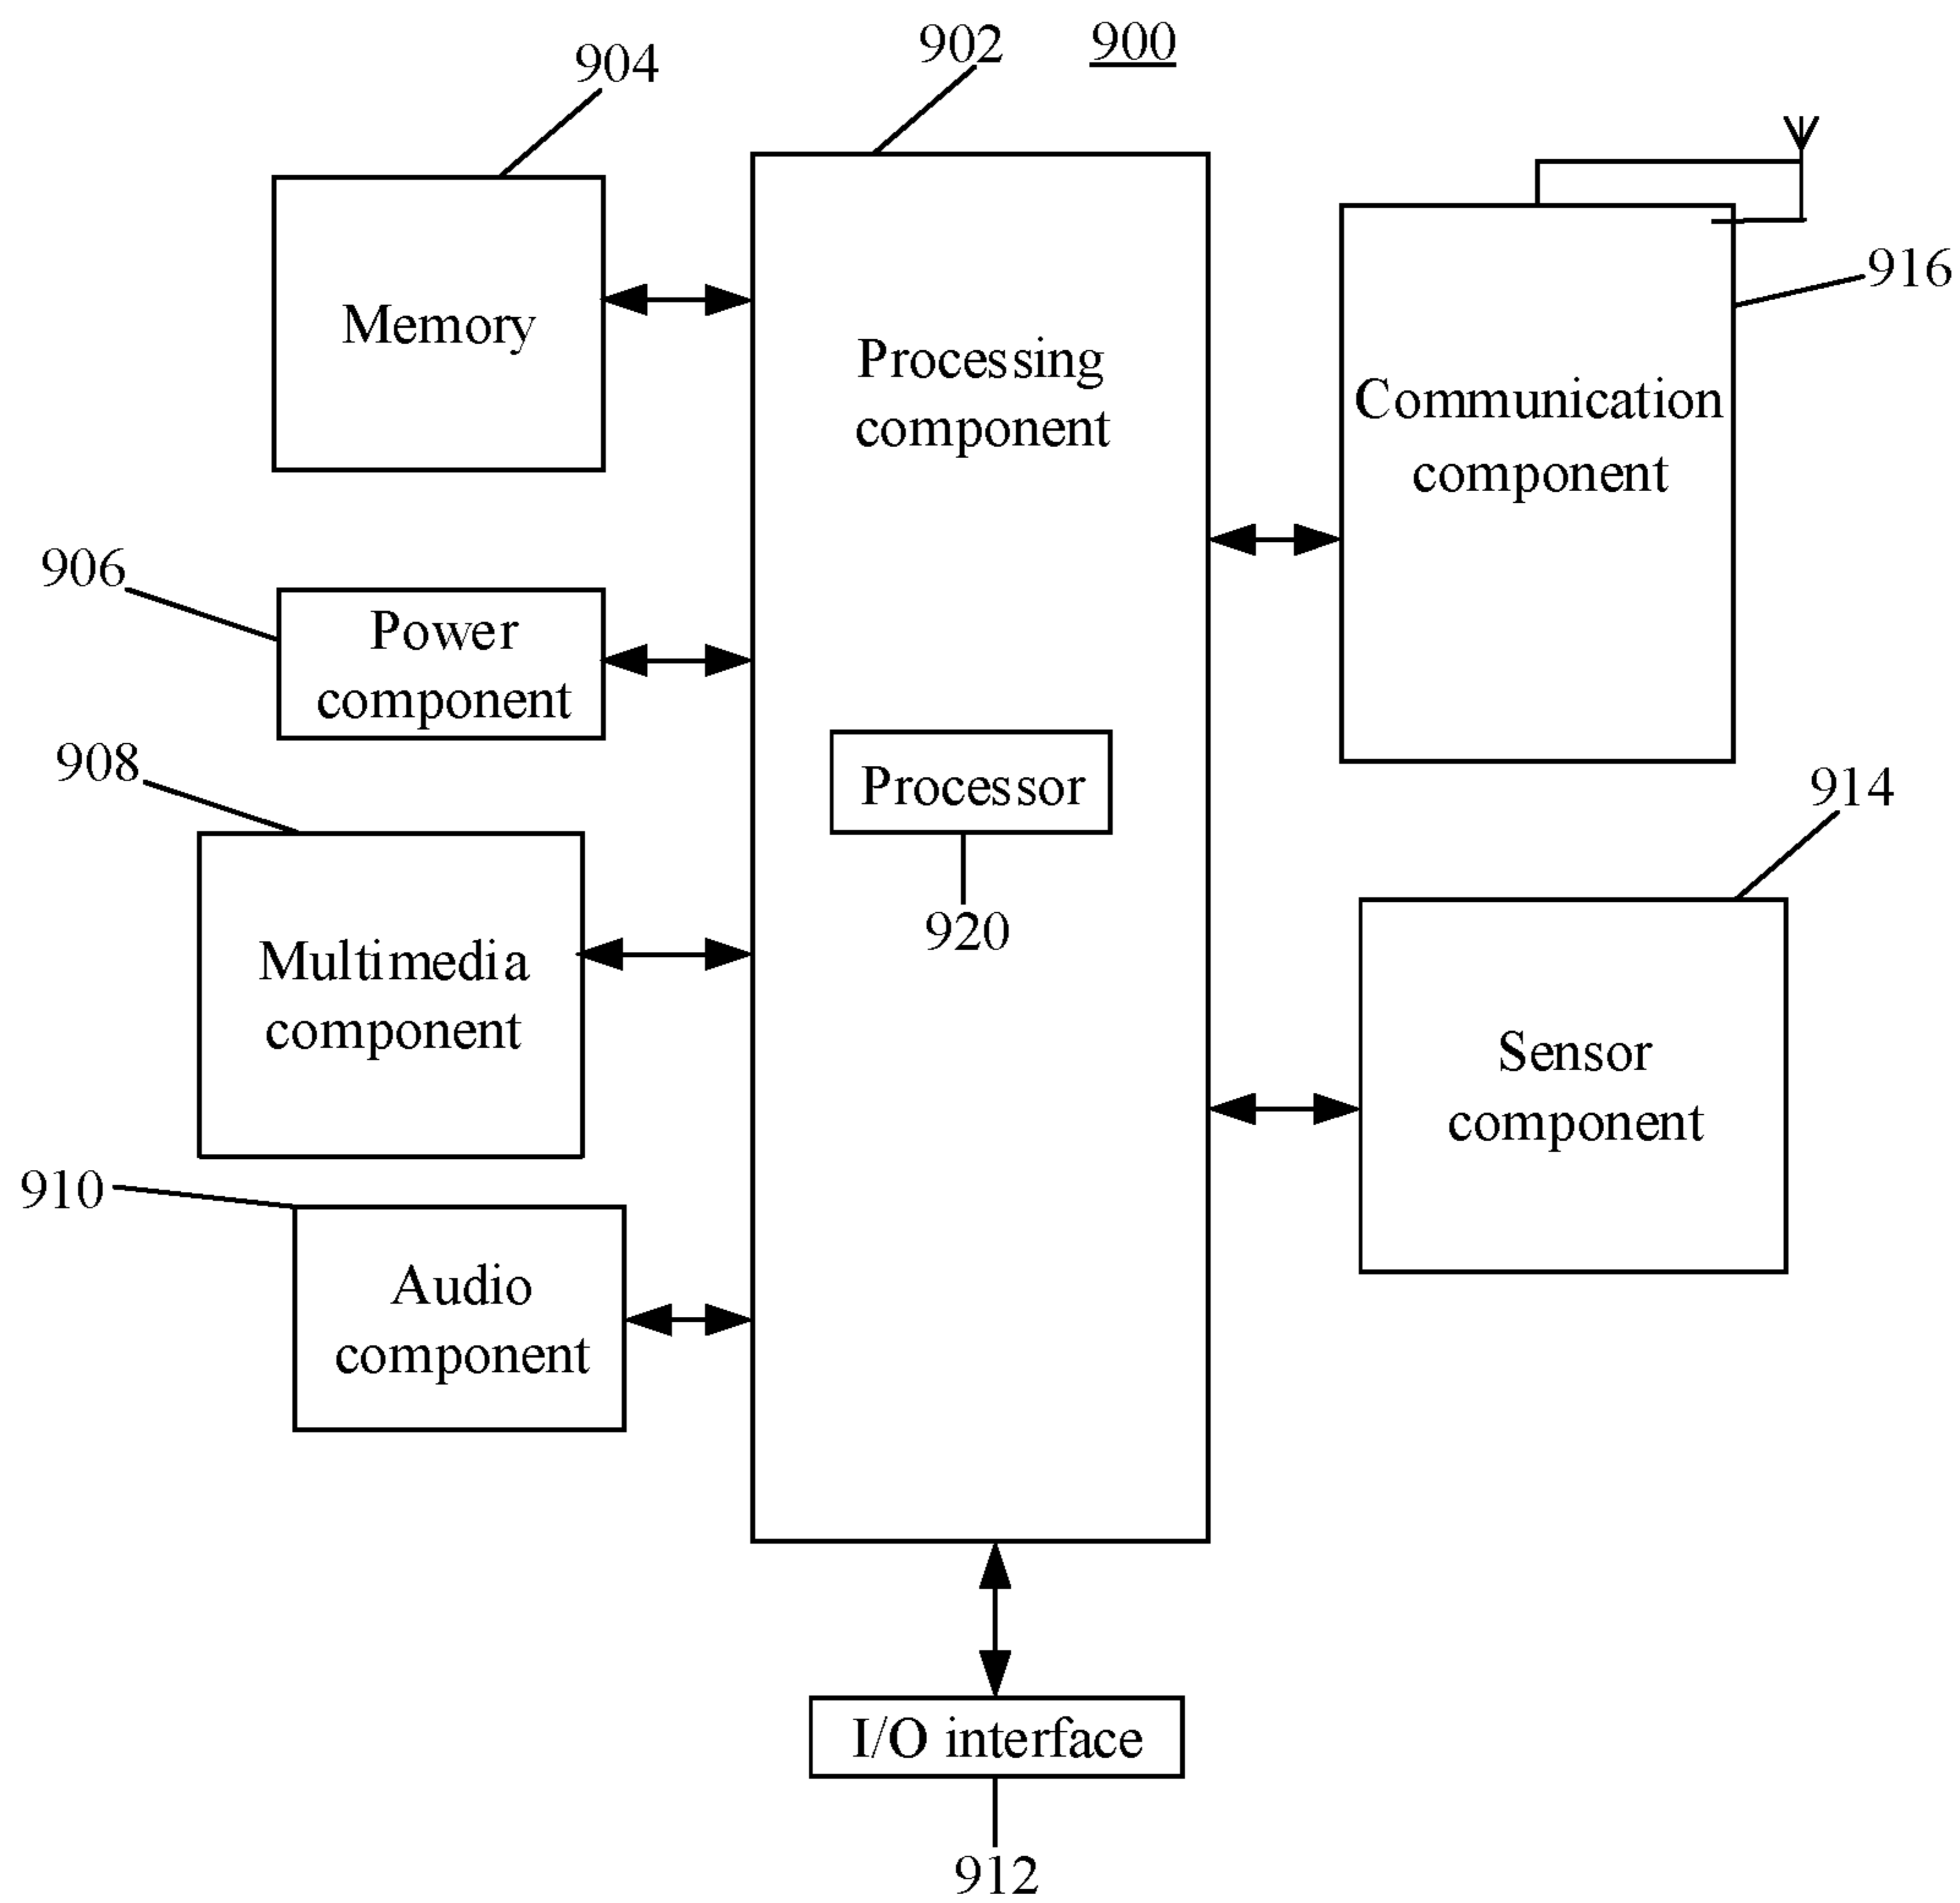 900
902
904
Memory
Processing
component
916
Communication
component
906
Power
component
908
Processor
920
914
Multimedia
component
Sensor
component
910
Audio
component
I/O interface
912